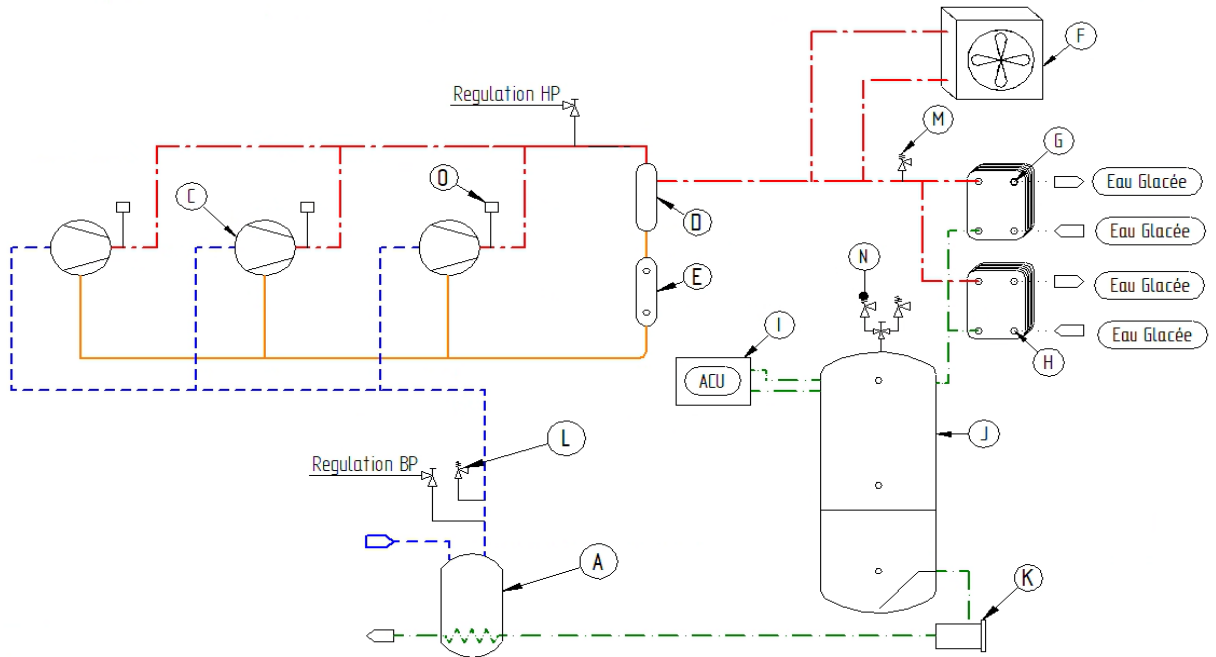 F
Regulation HP
M
G
Eau Glacée
C
O
D
Eau Glacée
N
E
Eau Glacée
I
Eau Glacée
H
ACU
J
L
Regulation BP
A
K